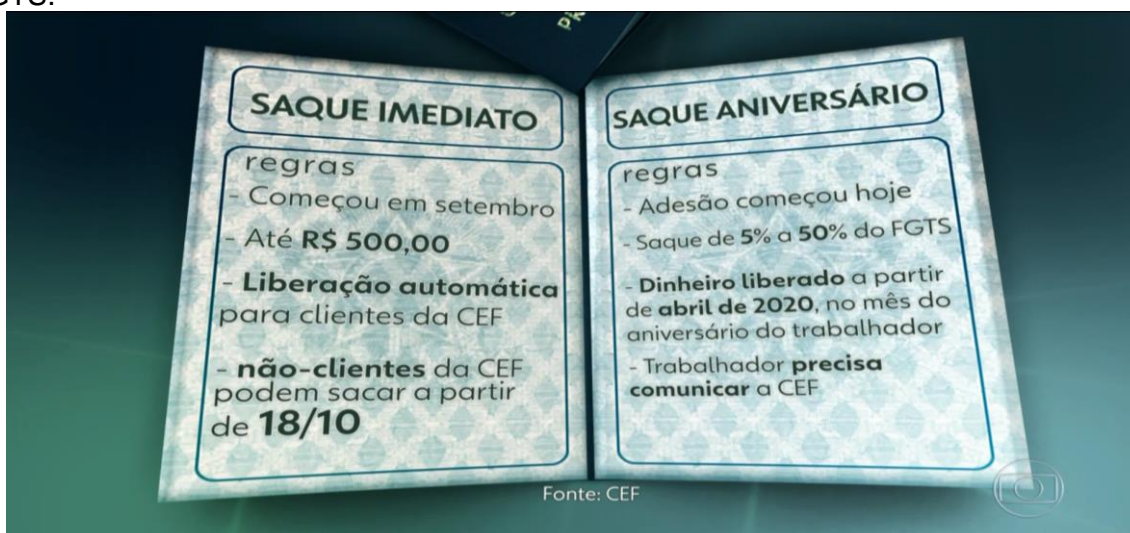 SAQUE IMEDIATO
regras
- Começou em setembro
- Até R$ 500,00
- Liberação automática
para clientes da CEF
- não-clientes da CEF
podem sacar a partir
de 18/10
SAQUE ANIVERSÁRIO
regras
- Adesão começou hoje
- Saque de 5% a 50% do FGTS
- Dinheiro liberado a partir
de abril de 2020, no mês do
aniversário do trabalhador
- Trabalhador precisa
comunicar a CEF
Fonte: CEF